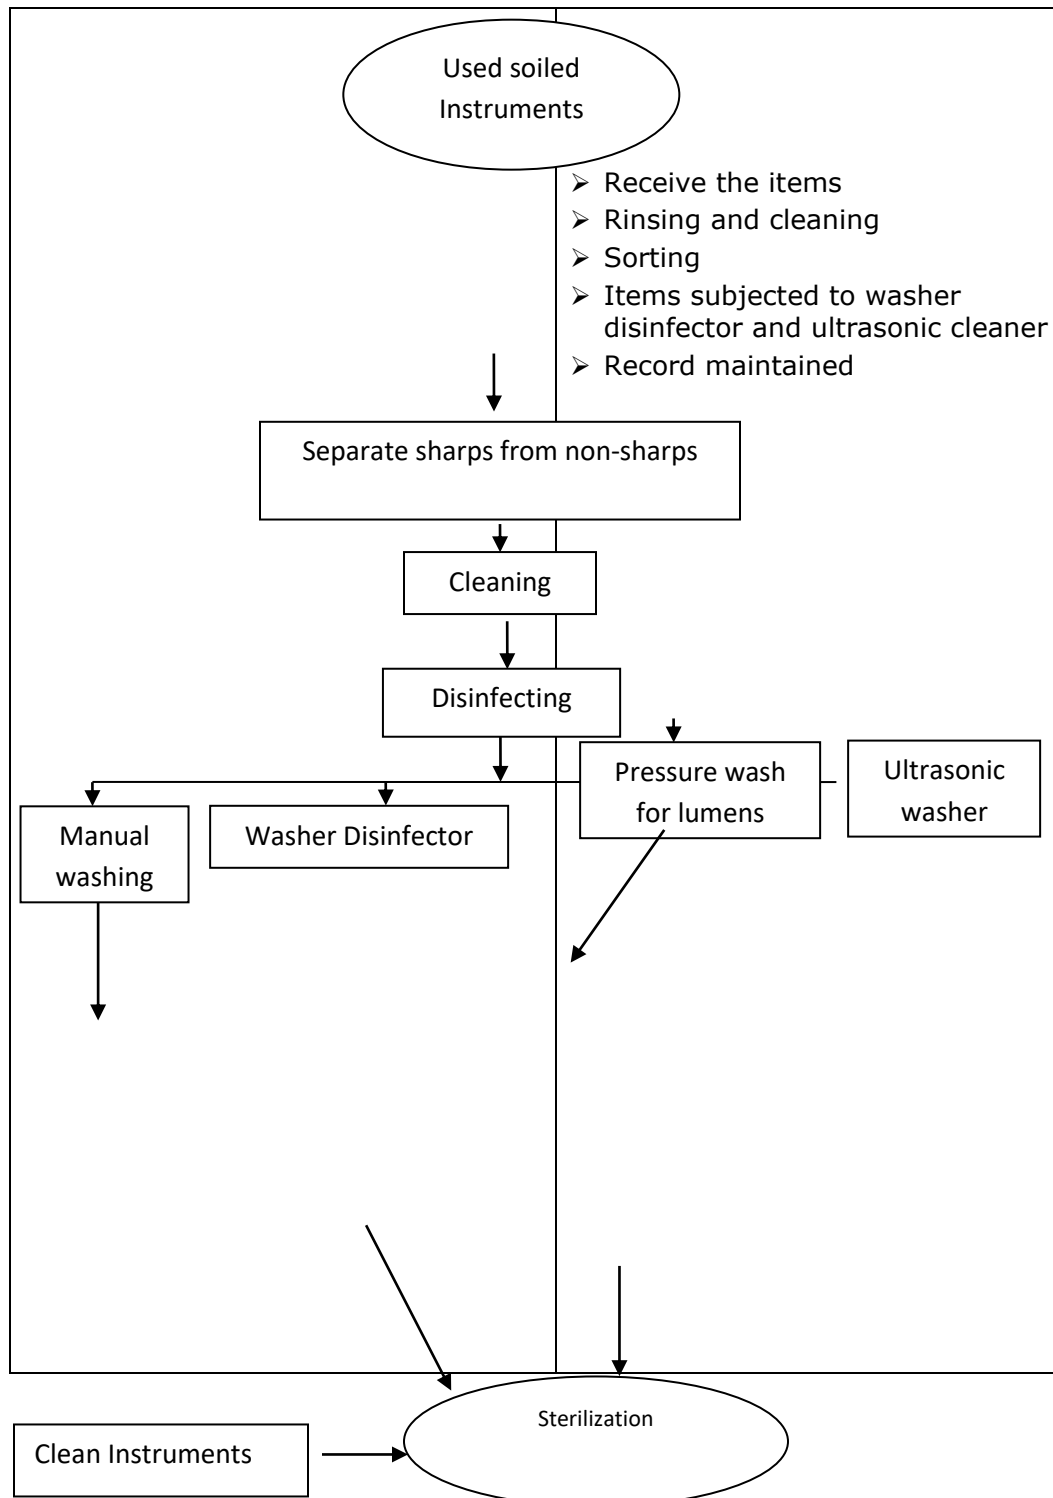 Used soiled
Instruments
➢ Receive the items
➢ Rinsing and cleaning
➢ Sorting
➢ Items subjected to washer
disinfector and ultrasonic cleaner
➢ Record maintained
Separate sharps from non-sharps
Cleaning
Disinfecting
Pressure wash
for lumens
Ultrasonic
washer
Manual
washing
Washer Disinfector
Sterilization
Clean Instruments